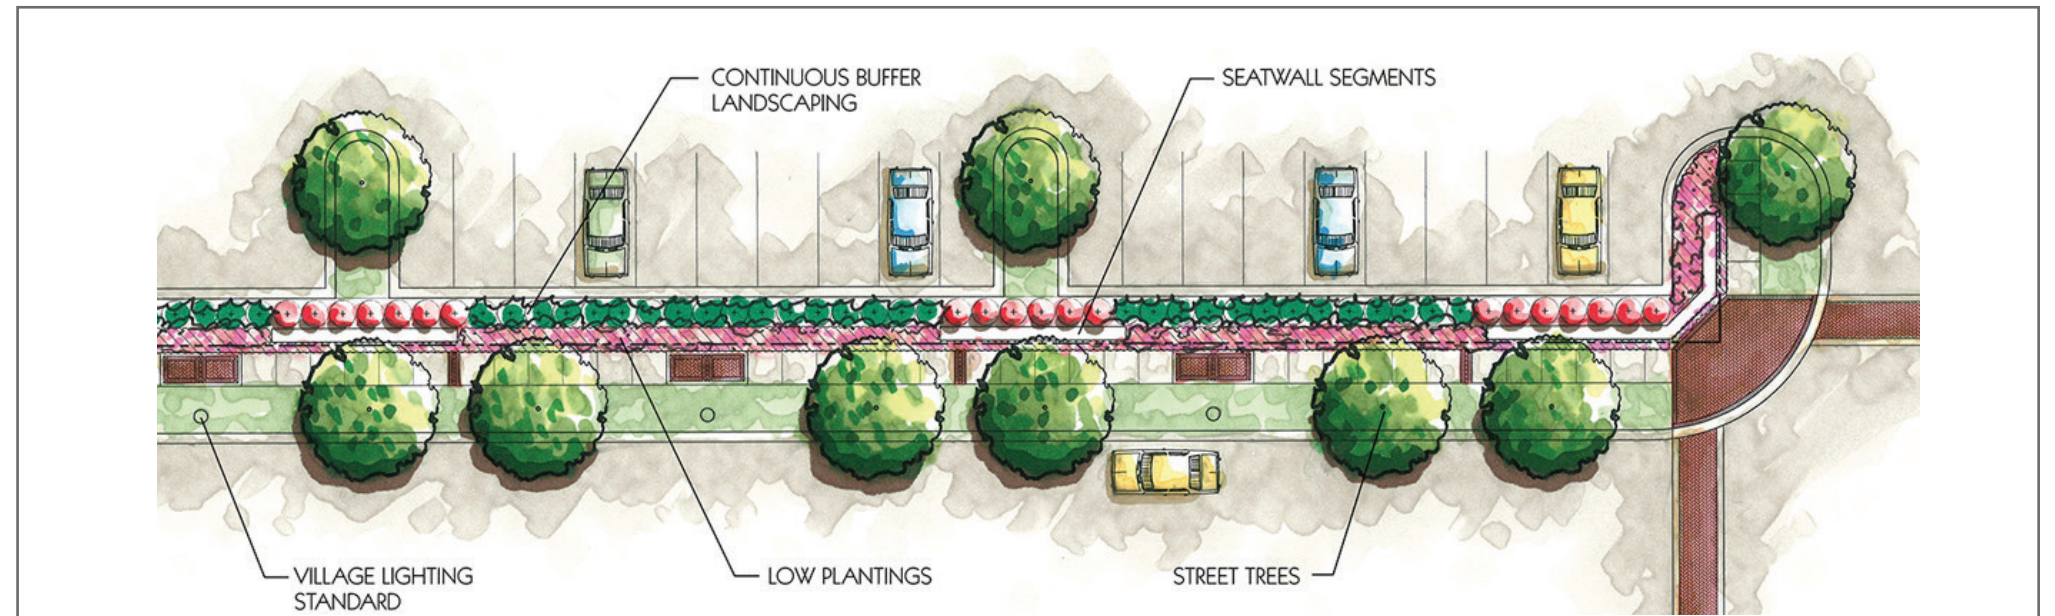 CONTINUOUS BUFFER
LANDSCAPING
SEATWALL SEGMENTS
VILLAGE LIGHTING
STANDARD
LOW PLANTINGS
STREET TREES